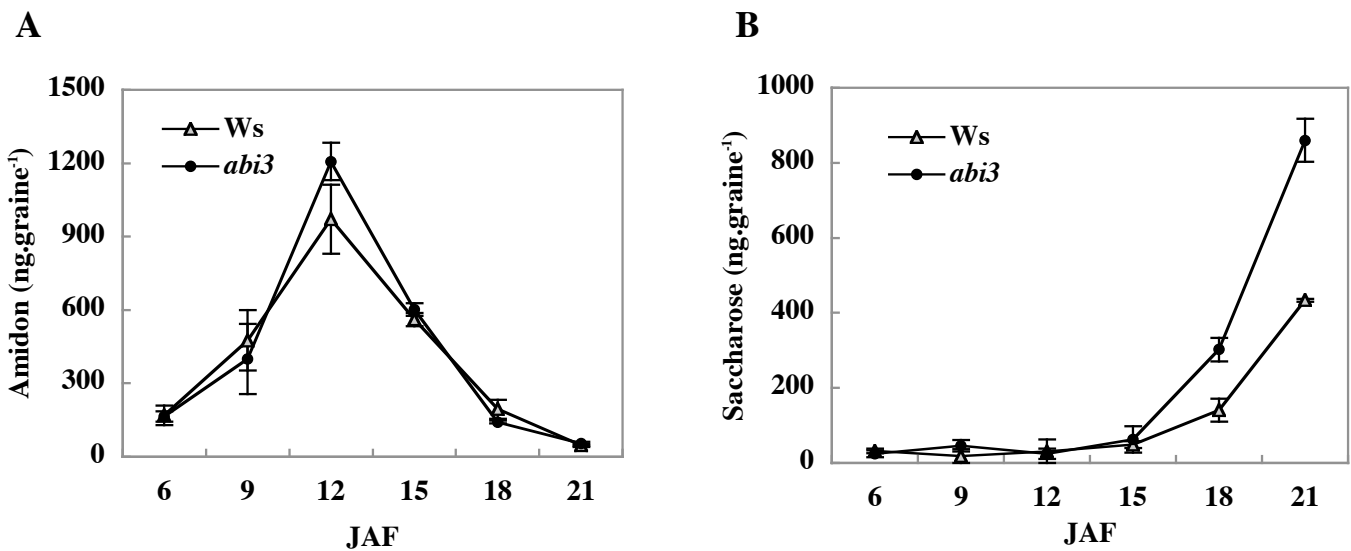 A
Amidon (ng.graine-1)
1500
1200
900
600
300
0
Ws
abi3
6 9 12 15 18 21
JAF
B
Saccharose (ng.graine-1)
1000
800
600
400
200
0
Ws
abi3
6 9 12 15 18 21
JAF